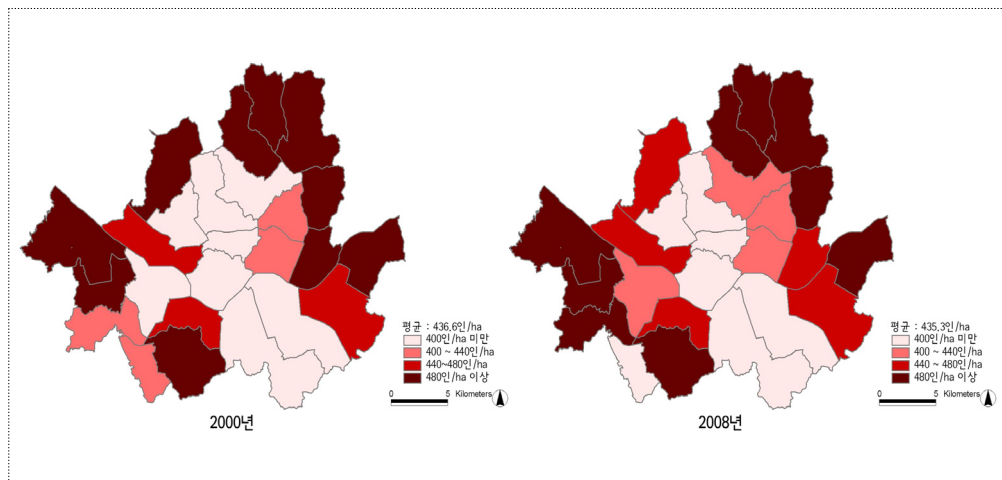 평균 : 436,6인/ha
400인/ha 미만
400 ~ 440인/ha
440~480인/ha
480인/ha 이상
0 5 Kilometers
2000년
평균 : 435,3인/ha
400인/ha 미만
400 ~ 440인/ha
440 ~ 480인/ha
480인/ha 이상
0 5 Kilometers
2008년